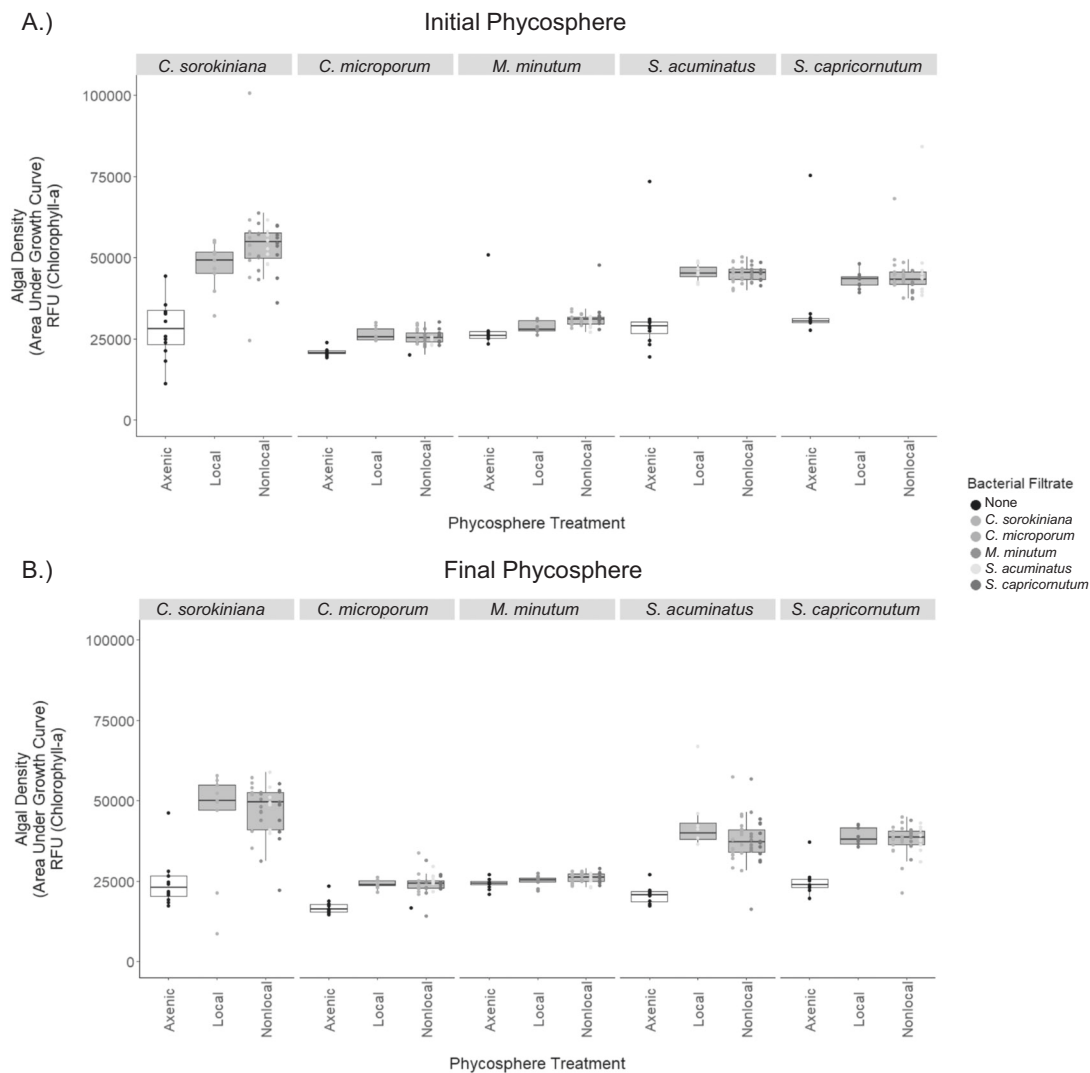 A.)
Initial Phycosphere
C. sorokiniana C. microporum M. minutum S. acuminatus S. capricornutum
Algal Density
(Area Under Growth Curve)
RFU (Chlorophyll-a)
100000
75000
50000
25000
0
Axenic Local Nonlocal Axenic Local Nonlocal Axenic Local Nonlocal Axenic Local Nonlocal Axenic Local Nonlocal
Phycosphere Treatment
Bacterial Filtrate
None
C. sorokiniana
C. microporum
M. minutum
S. acuminatus
S. capricornutum
B.)
Final Phycosphere
C. sorokiniana C. microporum M. minutum S. acuminatus S. capricornutum
Algal Density
(Area Under Growth Curve)
RFU (Chlorophyll-a)
100000
75000
50000
25000
0
Axenic Local Nonlocal Axenic Local Nonlocal Axenic Local Nonlocal Axenic Local Nonlocal Axenic Local Nonlocal
Phycosphere Treatment